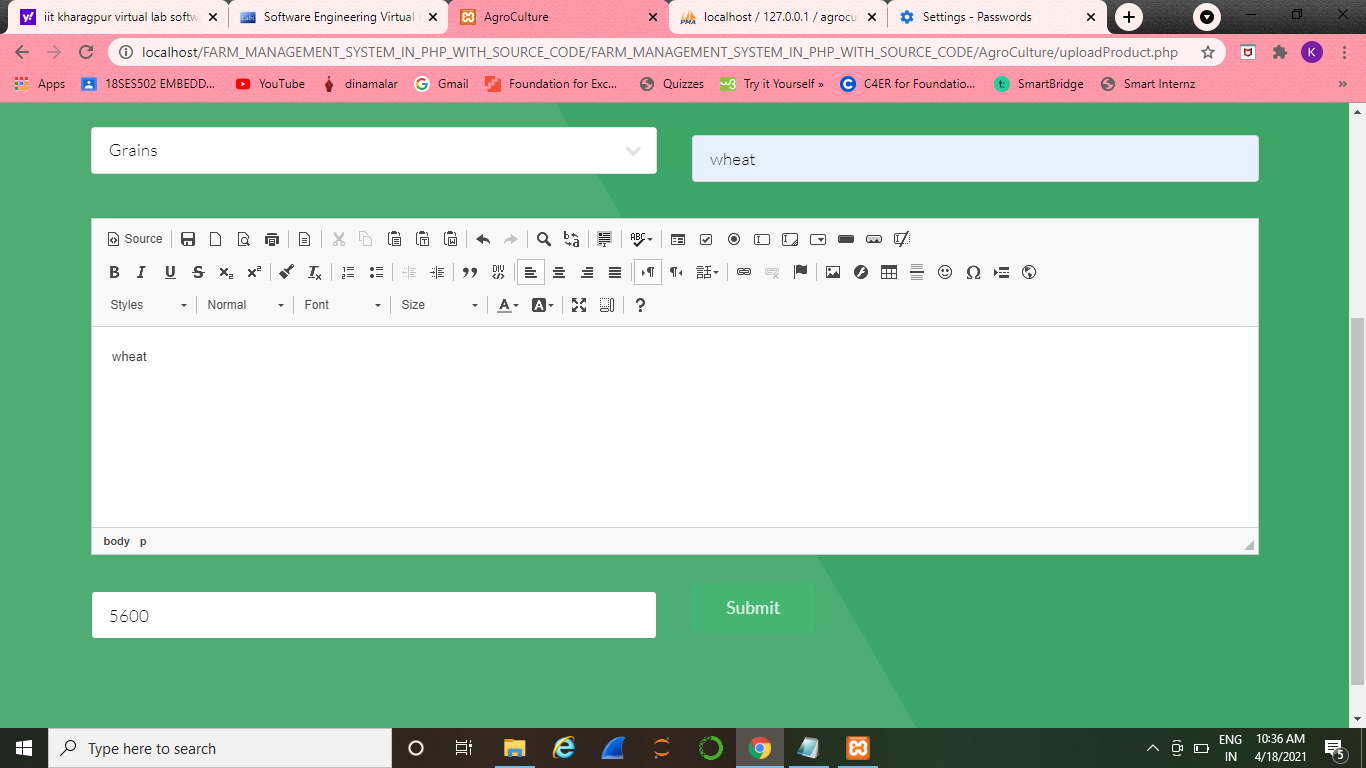 iit kharagpur virtual lab softw
Software Engineering Virtual
AgroCulture
localhost / 127.0.0.1 / agrocu
Settings - Passwords
localhost/FARM_MANAGEMENT_SYSTEM_IN_PHP_WITH_SOURCE_CODE/FARM_MANAGEMENT_SYSTEM_IN_PHP_WITH_SOURCE_CODE/AgroCulture/uploadProduct.php
K
Apps
18SES502 EMBEDD...
YouTube
dinamalar
Gmail
Foundation for Exc...
Quizzes
Try it Yourself »
C4ER for Foundatio...
SmartBridge
Smart Internz
»
Grains
wheat
Source
B I U S x₂ x² Tx
Styles
Normal
Font
Size
A
A
?
wheat
body p
5600
Submit
Type here to search
ENG
IN
10:36 AM
4/18/2021
5